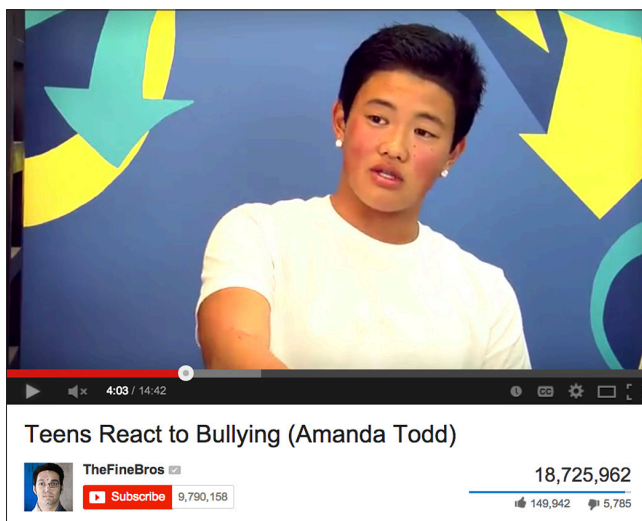 4:03 / 14:42
CC
Teens React to Bullying (Amanda Todd)
TheFineBros
Subscribe 9,790,158
18,725,962
149,942 5,785